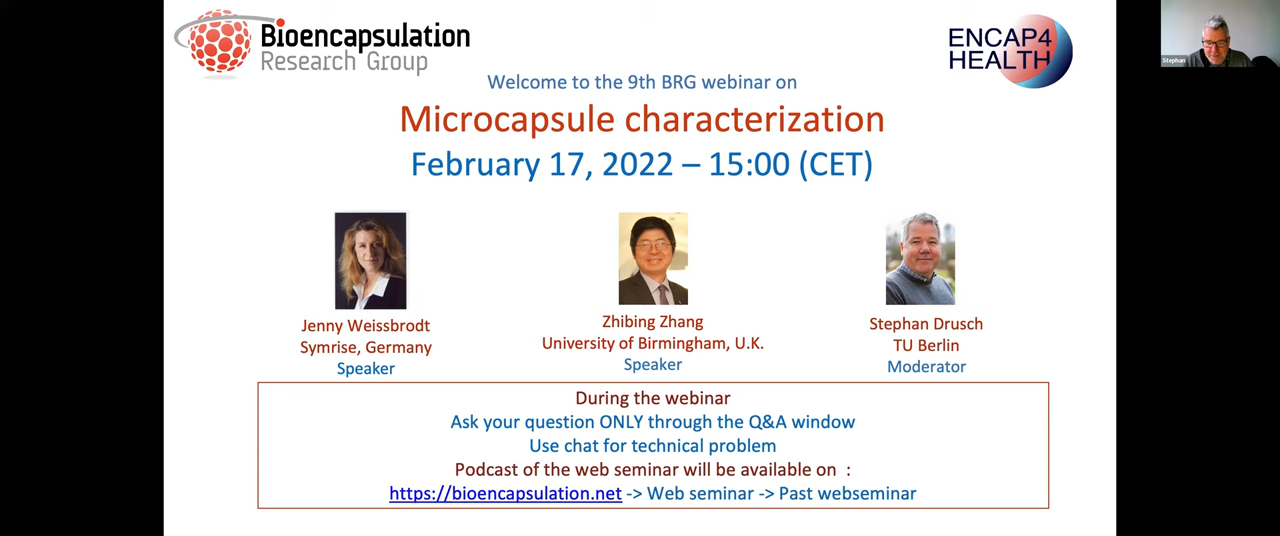 Bioencapsulation
Research Group
ENCAP4
HEALTH
Stephan
Welcome to the 9th BRG webinar on
Microcapsule characterization
February 17, 2022 – 15:00 (CET)
Jenny Weissbrodt
Symrise, Germany
Speaker
Zhibing Zhang
University of Birmingham, U.K.
Speaker
Stephan Drusch
TU Berlin
Moderator
During the webinar
Ask your question ONLY through the Q&A window
Use chat for technical problem
Podcast of the web seminar will be available on :
https://bioencapsulation.net -> Web seminar -> Past webseminar